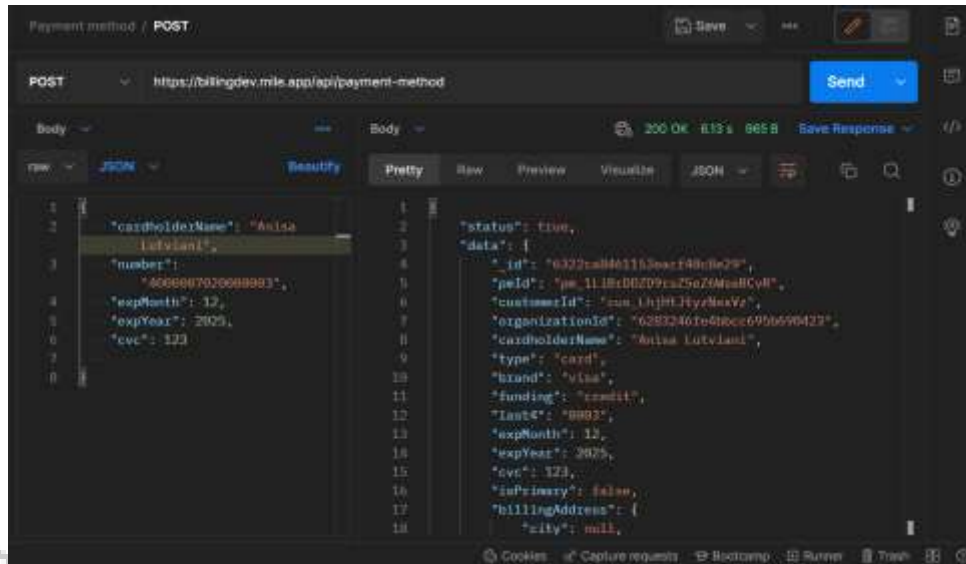 Payment method / POST
Save
POST
https://billingdev.mile.app/api/payment-method
Send
Body
Body
200 OK 6.13 s 965 B Save Response
raw JSON Beautify
Pretty Raw Preview Visualize JSON
1 {
2 "cardholderName": "Anisa
Lutviani",
3 "number":
"4000007020000003",
4 "expMonth": 12,
5 "expYear": 2025,
6 "cvc": 123
7
8 }
1 {
2 "status": true,
3 "data": {
4 "_id":
5 "pmId":
6 "customerId":
7 "organizationId":
8 "cardholderName": "Anisa Lutviani",
9 "type": "card",
10 "brand": "visa",
11 "funding": "credit",
12 "last4": "0003",
13 "expMonth": 12,
14 "expYear": 2025,
15 "cvc": 123,
16 "isPrimary": false,
17 "billingAddress": {
18 "city": null,
Cookies Capture requests Bootcamp Runner Trash